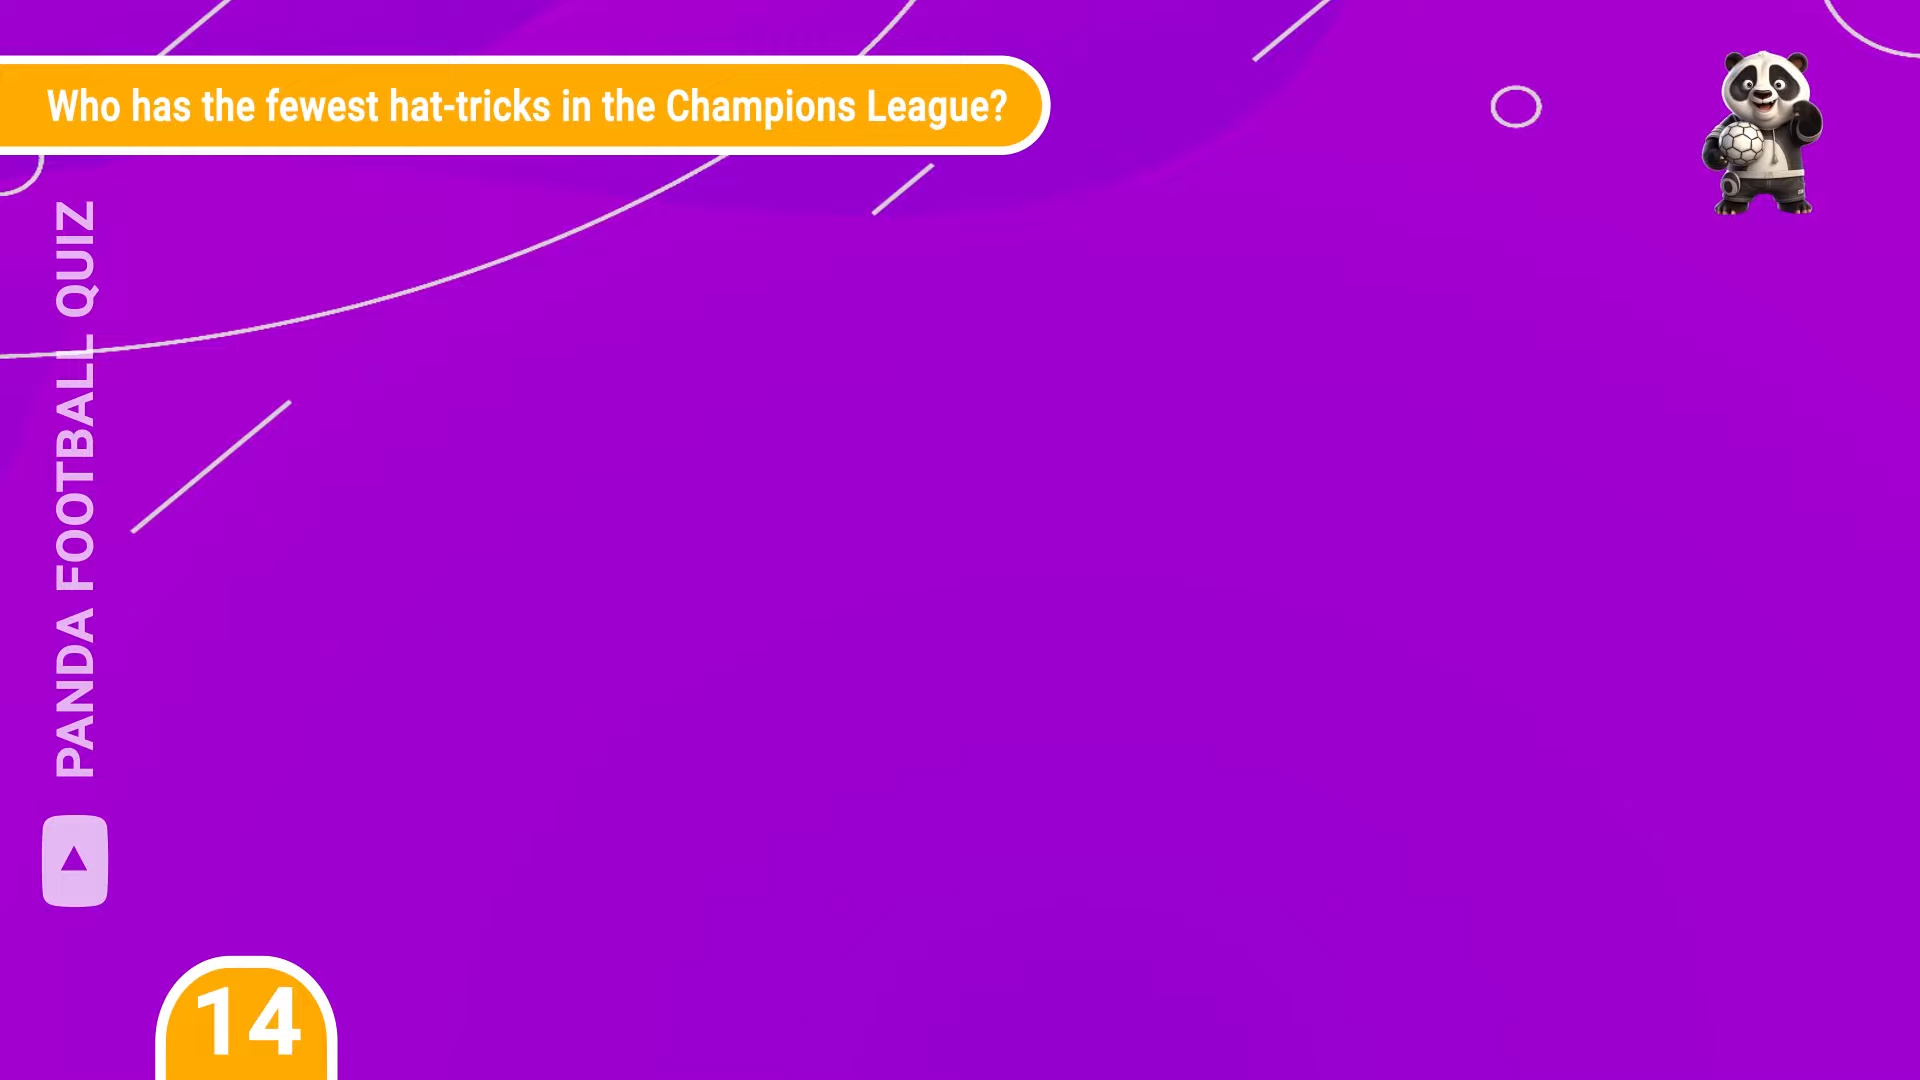 Who has the fewest hat-tricks in the Champions League?
PANDA FOOTBALL QUIZ
14